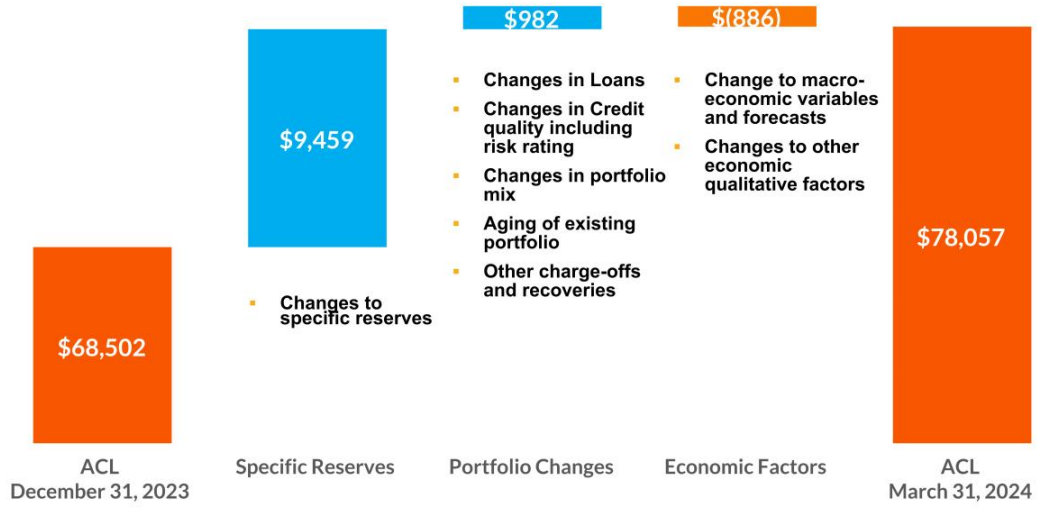 $68,502
ACL
December 31, 2023
$9,459
▪ Changes to
specific reserves
Specific Reserves
$982
▪ Changes in Loans
▪ Changes in Credit
quality including
risk rating
▪ Changes in portfolio
mix
▪ Aging of existing
portfolio
▪ Other charge-offs
and recoveries
Portfolio Changes
$(886)
▪ Change to macro-
economic variables
and forecasts
▪ Changes to other
economic
qualitative factors
Economic Factors
$78,057
ACL
March 31, 2024